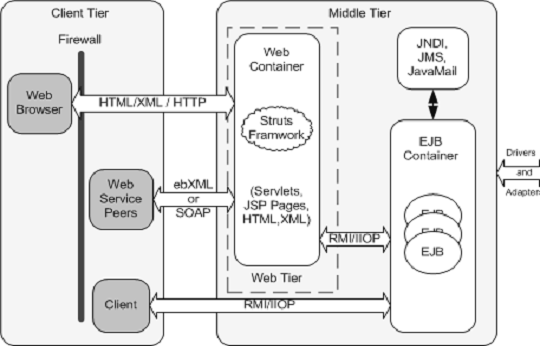 Client Tier
Firewall
Web
Browser
HTML/XML / HTTP
Web
Service
Peers
ebXML
or
SOAP
Client
RMI/IIOP
Middle Tier
Web
Container
Struts
Framwork
(Servlets,
JSP Pages,
HTML,XML)
Web Tier
RMI/IIOP
JNDI,
JMS,
JavaMail
EJB
Container
EJB
EJB
EJB
Drivers
and
Adapters